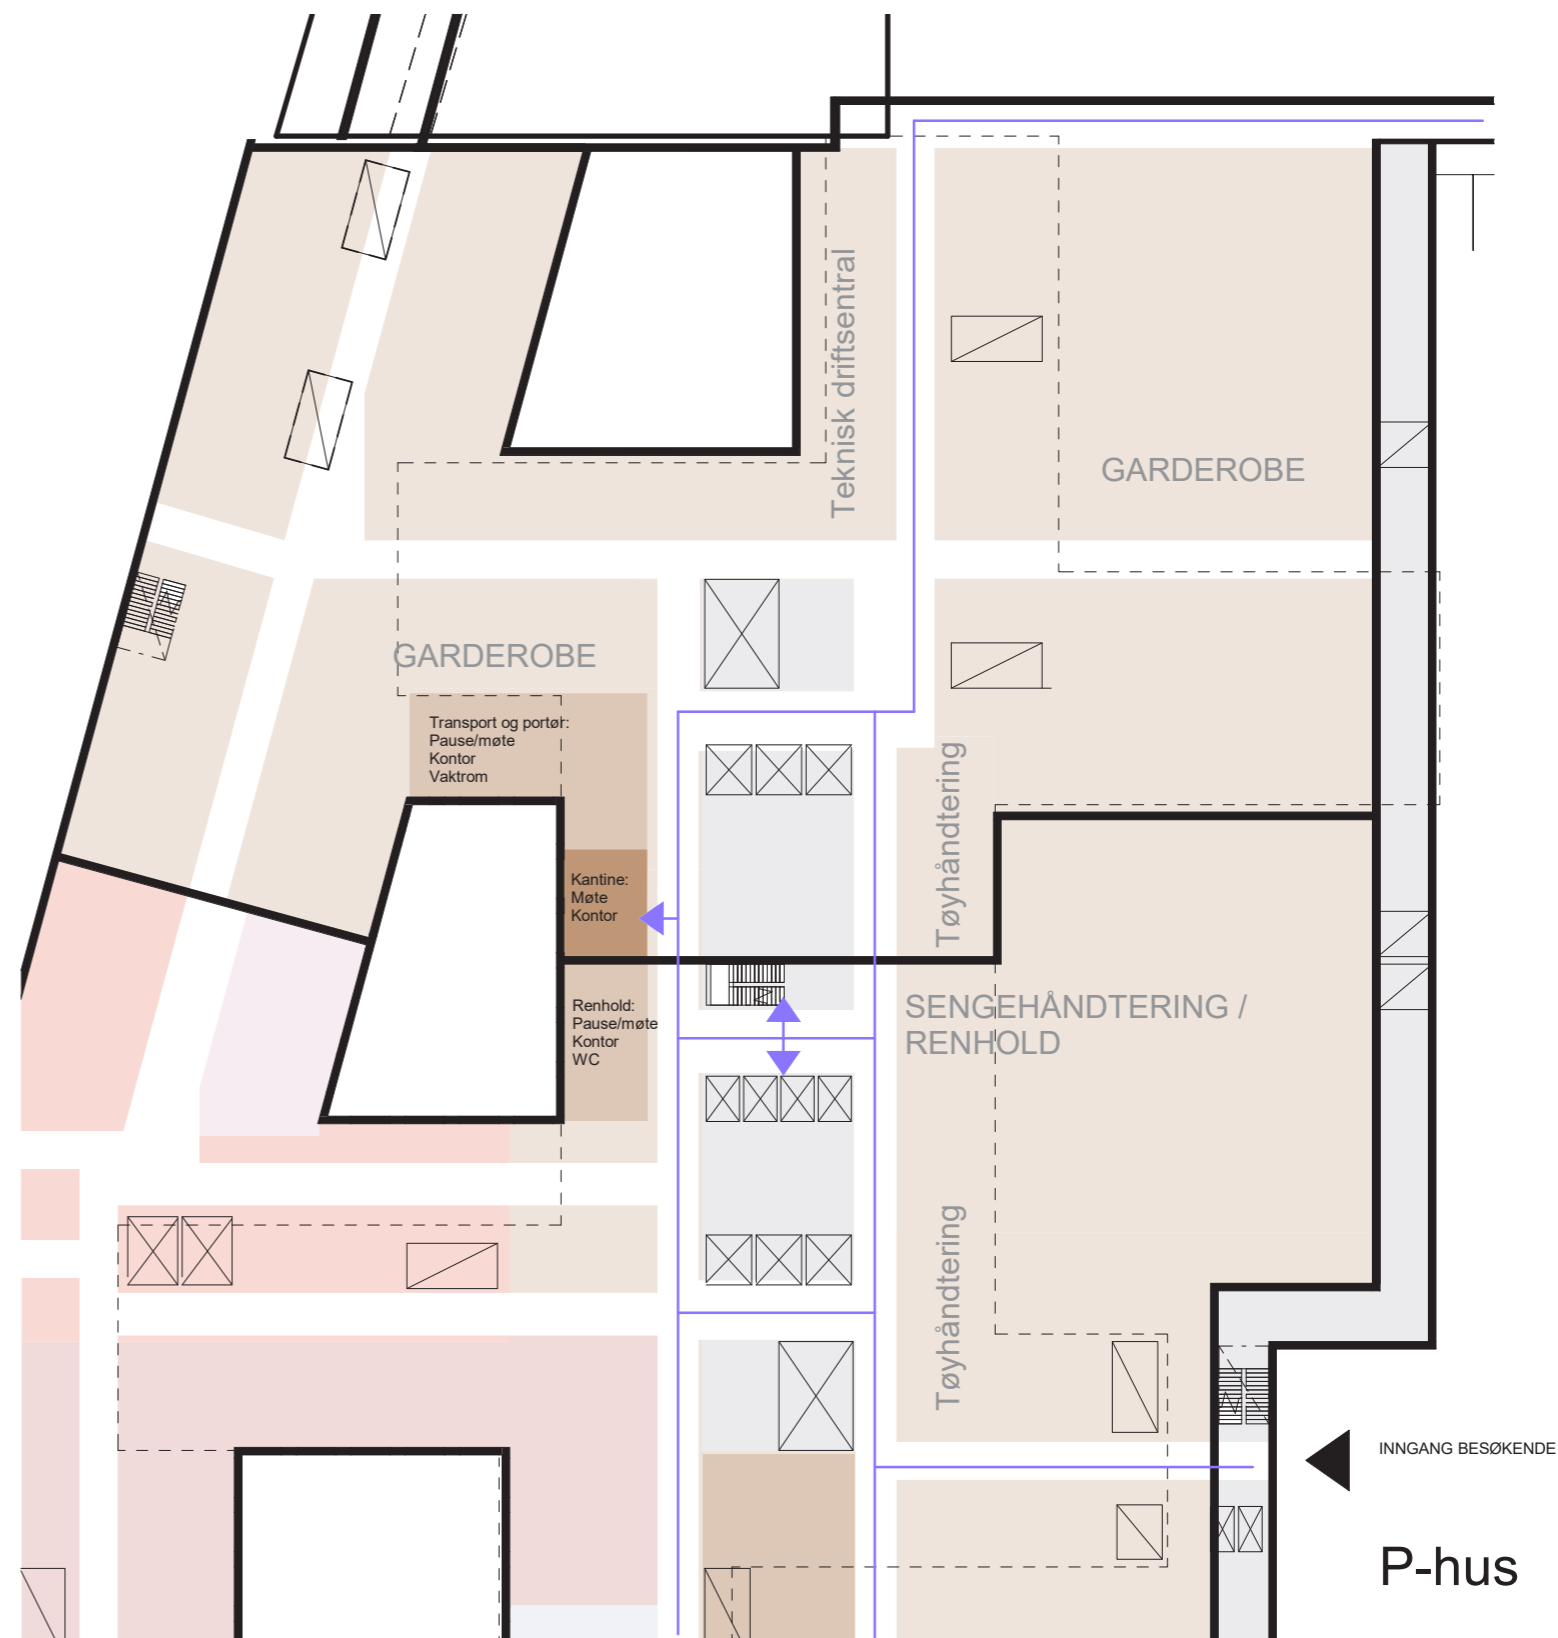 Teknisk driftsentral
GARDEROBE
GARDEROBE
Transport og portør:
Pause/møte
Kontor
Vaktrom
Tøyhåndtering
Kantine:
Møte
Kontor
Renhold:
Pause/møte
Kontor
WC
SENGEHÅNDTERING /
RENHOLD
Tøyhåndtering
INNGANG BESØKENDE
P-hus